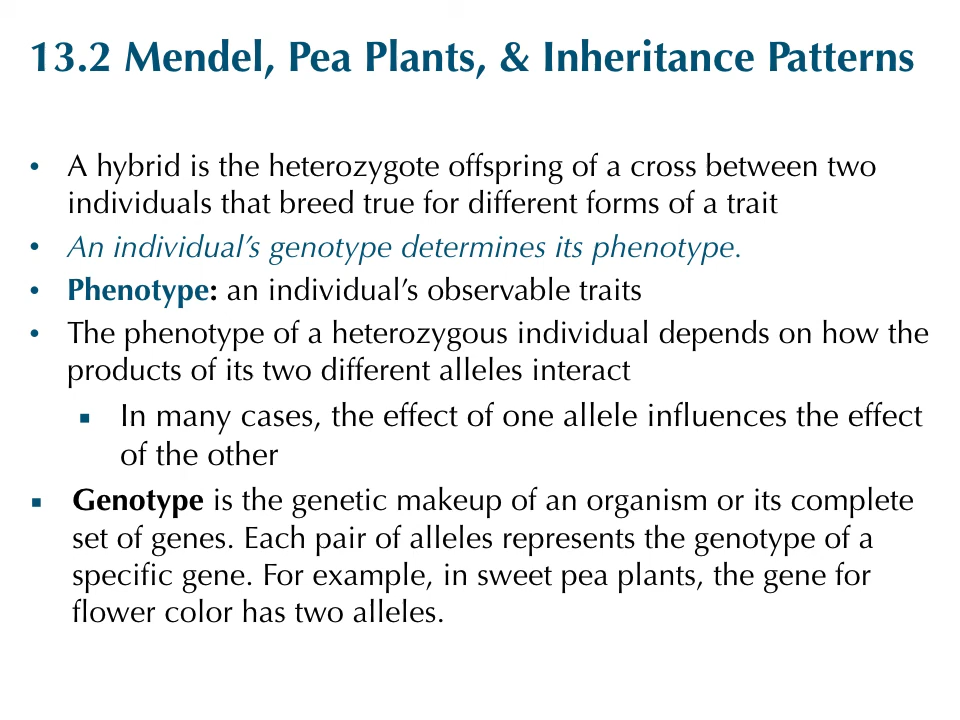 13.2 Mendel, Pea Plants, & Inheritance Patterns
• A hybrid is the heterozygote offspring of a cross between two
individuals that breed true for different forms of a trait
• An individual’s genotype determines its phenotype.
• Phenotype: an individual’s observable traits
• The phenotype of a heterozygous individual depends on how the
products of its two different alleles interact
▪ In many cases, the effect of one allele influences the effect
of the other
▪ Genotype is the genetic makeup of an organism or its complete
set of genes. Each pair of alleles represents the genotype of a
specific gene. For example, in sweet pea plants, the gene for
flower color has two alleles.